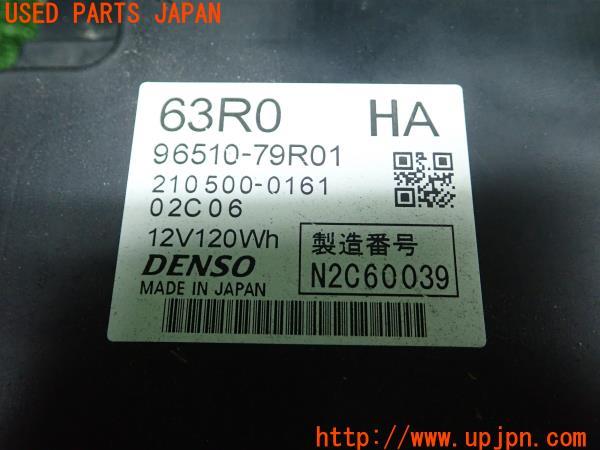 USED PARTS JAPAN
63R0 HA
96510-79R01
210500-0161
02C06
12V120Wh
製造番号
DENSO
N2C60039
MADE IN JAPAN
UPJ
http:// www.upjpn.com